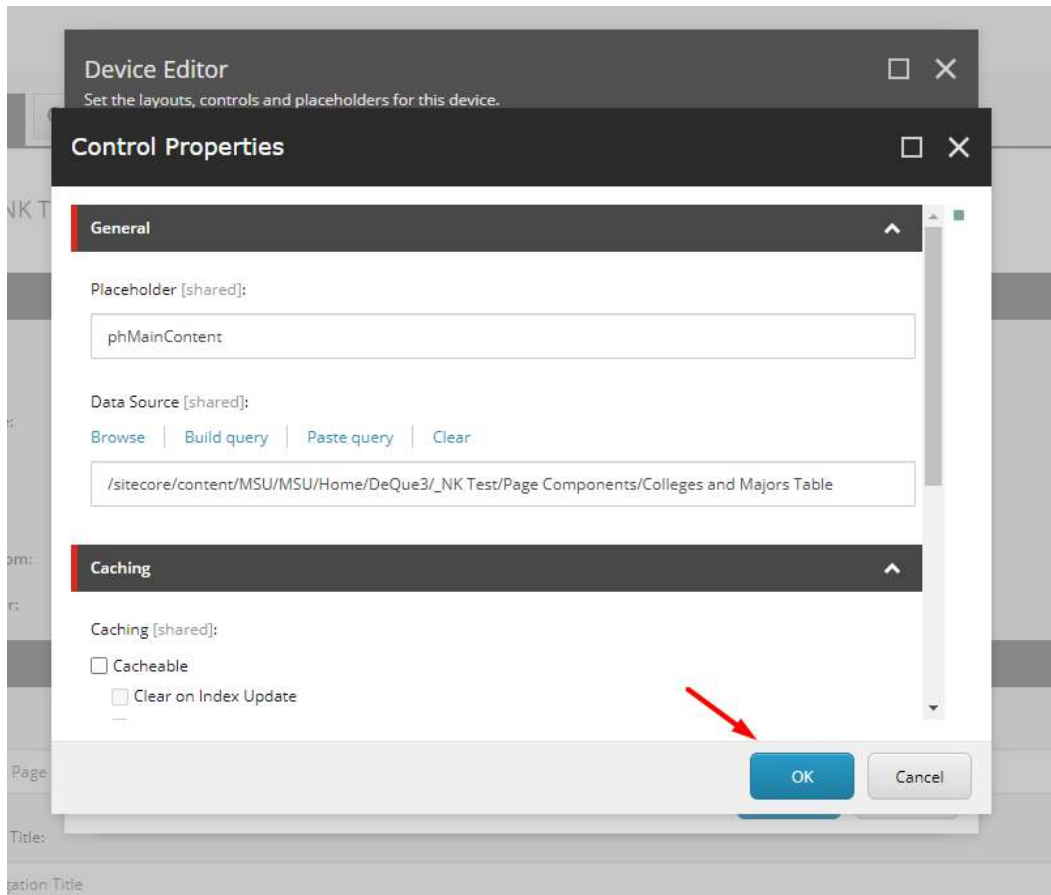 Device Editor
Set the layouts, controls and placeholders for this device.
Control Properties
NK T
General
Placeholder [shared]:
phMainContent
Data Source [shared]:
Browse | Build query | Paste query | Clear
/sitecore/content/MSU/MSU/Home/DeQue3/_NK Test/Page Components/Colleges and Majors Table
om:
Caching
r:
Caching [shared]:
Cacheable
Clear on Index Update
OK Cancel
Page
Title:
gation Title